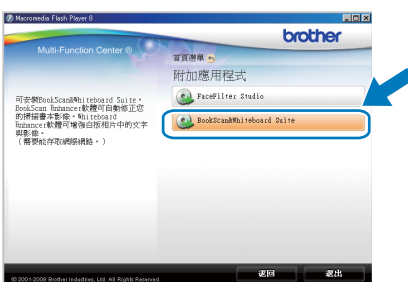 Macromedia Flash Player 8
brother
Multi-Function Center ®
首頁選單
附加應用程式
FaceFilter Studio
BookScan&Whiteboard Suite
可安裝BookScan&Whiteboard Suite。
BookScan Enhancer軟體可自動修正您
的掃描書本影像。Whiteboard
Enhancer軟體可增強白板相片中的文字
與影像。
(需要能存取網際網路。)
© 2001-2008 Brother Industries, Ltd. All Rights Reserved.
返回
退出